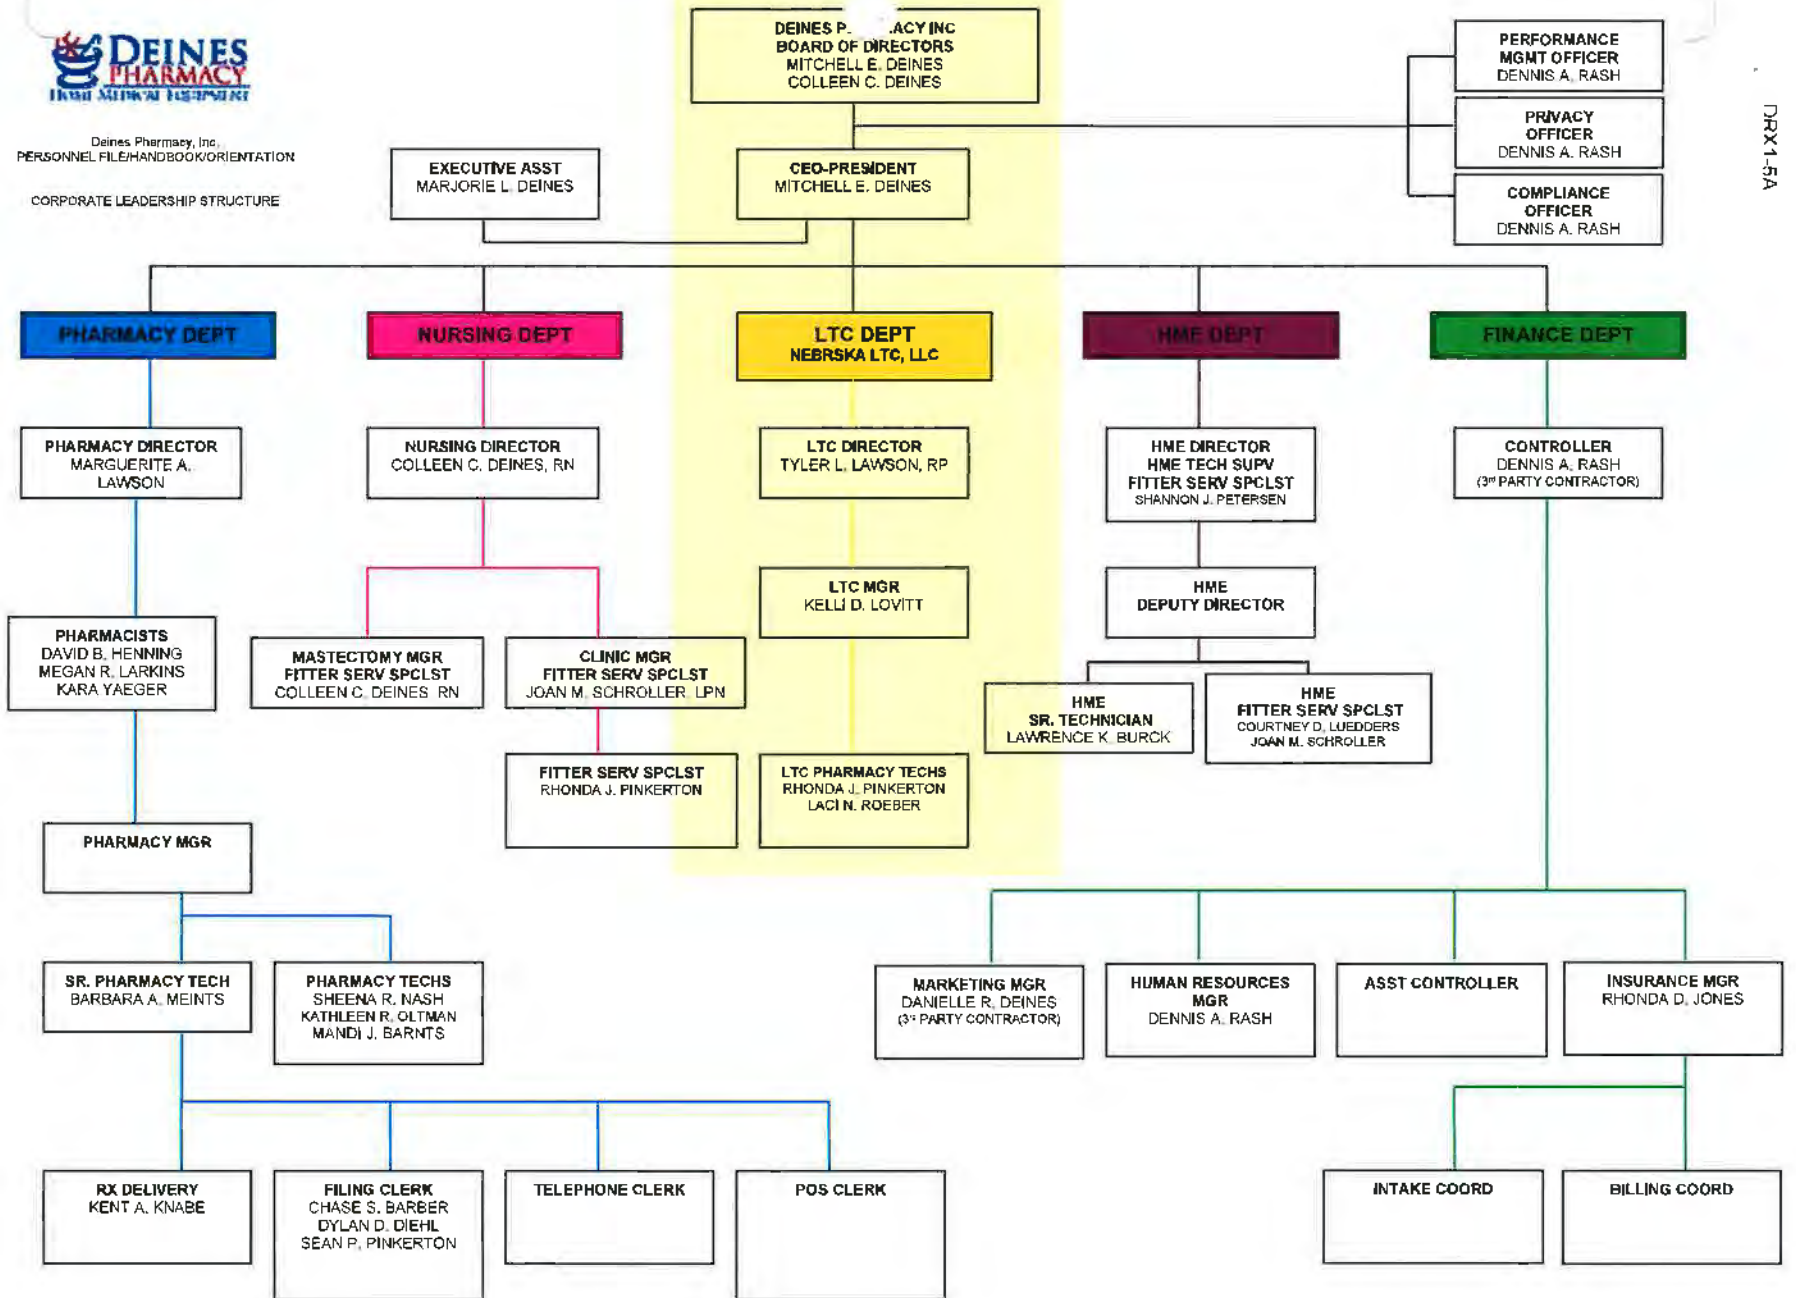 DEINES
PHARMACY
HOME MEDICAL EQUIPMENT
Deines Pharmacy, Inc.
PERSONNEL FILE/HANDBOOK/ORIENTATION
CORPORATE LEADERSHIP STRUCTURE
DRX1-5A
DEINES P ACY INC
BOARD OF DIRECTORS
MITCHELL E. DEINES
COLLEEN C. DEINES
PERFORMANCE
MGMT OFFICER
DENNIS A. RASH
PRIVACY
OFFICER
DENNIS A. RASH
COMPLIANCE
OFFICER
DENNIS A. RASH
EXECUTIVE ASST
MARJORIE L. DEINES
CEO-PRESIDENT
MITCHELL E. DEINES
PHARMACY DEPT
NURSING DEPT
LTC DEPT
NEBRSKA LTC, LLC
HME DEPT
FINANCE DEPT
PHARMACY DIRECTOR
MARGUERITE A.
LAWSON
NURSING DIRECTOR
COLLEEN C. DEINES, RN
LTC DIRECTOR
TYLER L. LAWSON, RP
HME DIRECTOR
HME TECH SUPV
FITTER SERV SPCLST
SHANNON J. PETERSEN
CONTROLLER
DENNIS A. RASH
(3rd PARTY CONTRACTOR)
LTC MGR
KELLI D. LOVITT
HME
DEPUTY DIRECTOR
PHARMACISTS
DAVID B. HENNING
MEGAN R. LARKINS
KARA YAEGER
MASTECTOMY MGR
FITTER SERV SPCLST
COLLEEN C. DEINES, RN
CLINIC MGR
FITTER SERV SPCLST
JOAN M. SCHROLLER, LPN
HME
SR. TECHNICIAN
LAWRENCE K. BURCK
HME
FITTER SERV SPCLST
COURTNEY D. LUEDDERS
JOAN M. SCHROLLER
FITTER SERV SPCLST
RHONDA J. PINKERTON
LTC PHARMACY TECHS
RHONDA J. PINKERTON
LACI N. ROEBER
PHARMACY MGR
SR. PHARMACY TECH
BARBARA A. MEINTS
PHARMACY TECHS
SHEENA R. NASH
KATHLEEN R. OLTMAN
MANDI J. BARNTS
MARKETING MGR
DANIELLE R. DEINES
(3rd PARTY CONTRACTOR)
HUMAN RESOURCES
MGR
DENNIS A. RASH
ASST CONTROLLER
INSURANCE MGR
RHONDA D. JONES
RX DELIVERY
KENT A. KNABE
FILING CLERK
CHASE S. BARBER
DYLAN D. DIEHL
SEAN P. PINKERTON
TELEPHONE CLERK
POS CLERK
INTAKE COORD
BILLING COORD